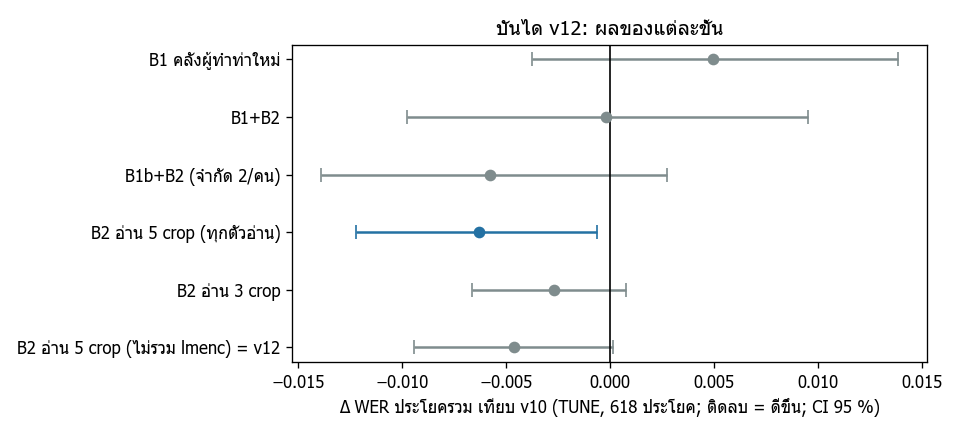 บันได v12: ผลของแต่ละขั้น
B1 คลังผู้ทำท่าใหม่
B1+B2
B1b+B2 (จำกัด 2/คน)
B2 อ่าน 5 crop (ทุกตัวอ่าน)
B2 อ่าน 3 crop
B2 อ่าน 5 crop (ไม่รวม lmenc) = v12
−0.015 −0.010 −0.005 0.000 0.005 0.010 0.015
Δ WER ประโยครวม เทียบ v10 (TUNE, 618 ประโยค; ติดลบ = ดีขึ้น; CI 95 %)